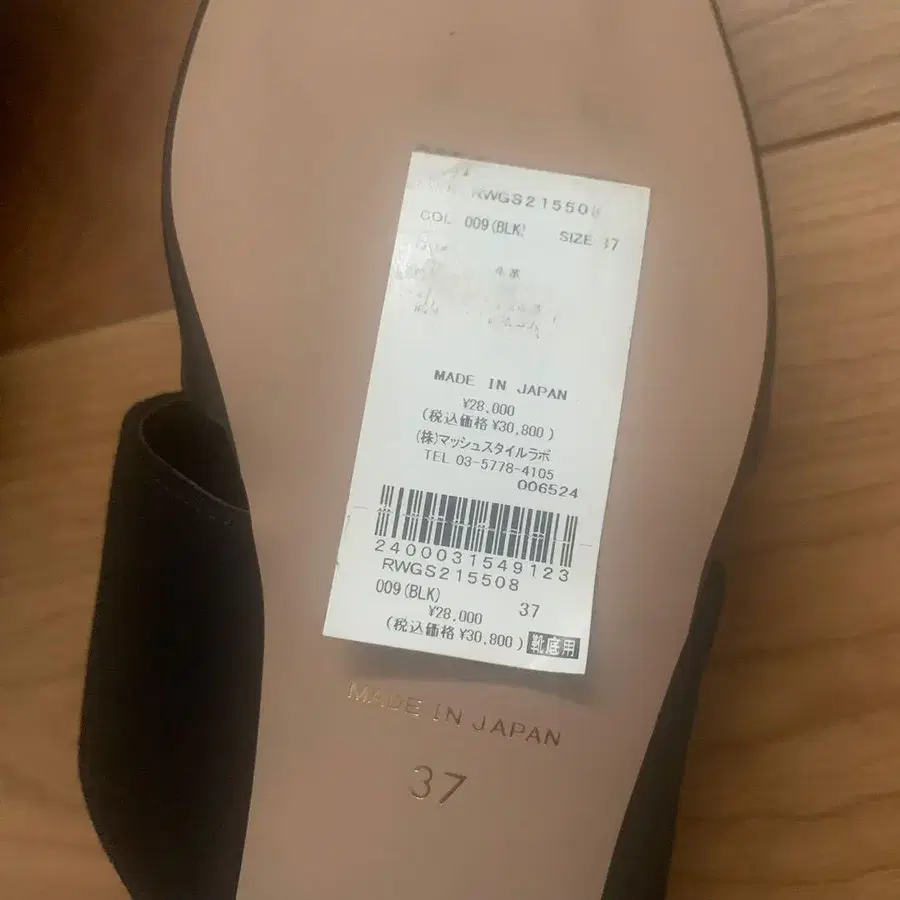 RWGS215508
COL 009(BLK) SIZE 37
牛革
MADE IN JAPAN
¥28,000
(税込価格¥30,800)
(株)マッシュスタイルラボ
TEL 03-5778-4105
006524
2400031549123
RWGS215508
009(BLK) 37
¥28,000
(税込価格¥30,800) 靴底用
MADE IN JAPAN
37